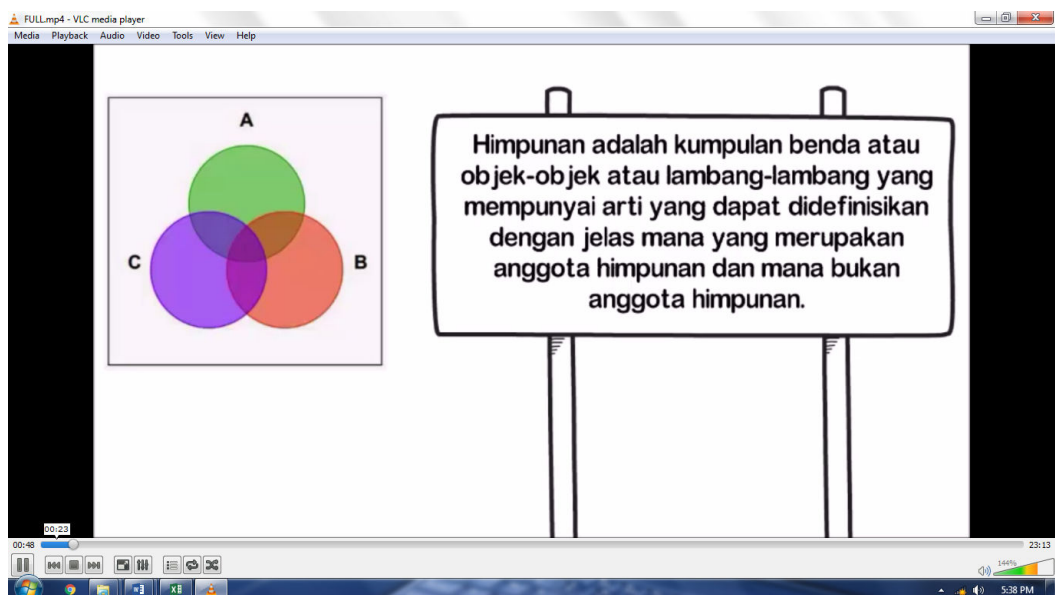 FULL.mp4 - VLC media player
Media Playback Audio Video Tools View Help
A
C
B
Himpunan adalah kumpulan benda atau
objek-objek atau lambang-lambang yang
mempunyai arti yang dapat didefinisikan
dengan jelas mana yang merupakan
anggota himpunan dan mana bukan
anggota himpunan.
00:23
00:48
23:13
144%
5:38 PM